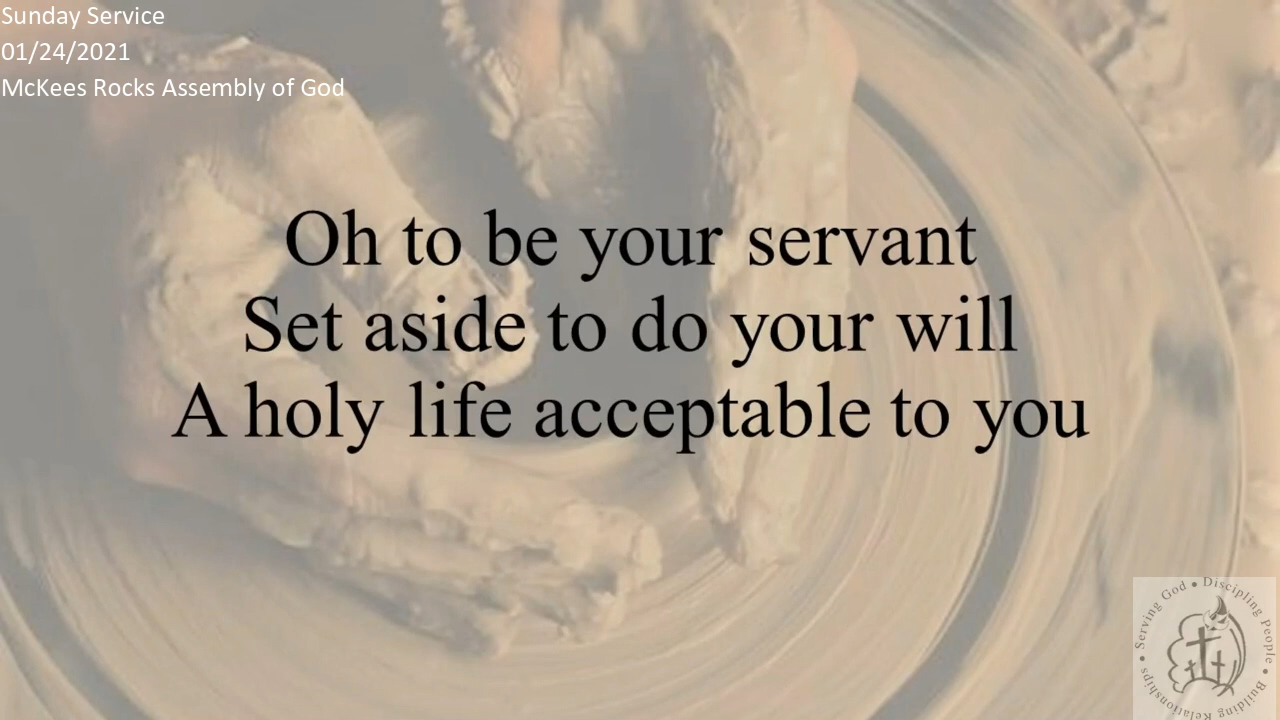 Sunday Service
01/24/2021
McKees Rocks Assembly of God
Oh to be your servant
Set aside to do your will
A holy life acceptable to you
Serving God • Discipling People • Building Relationships •